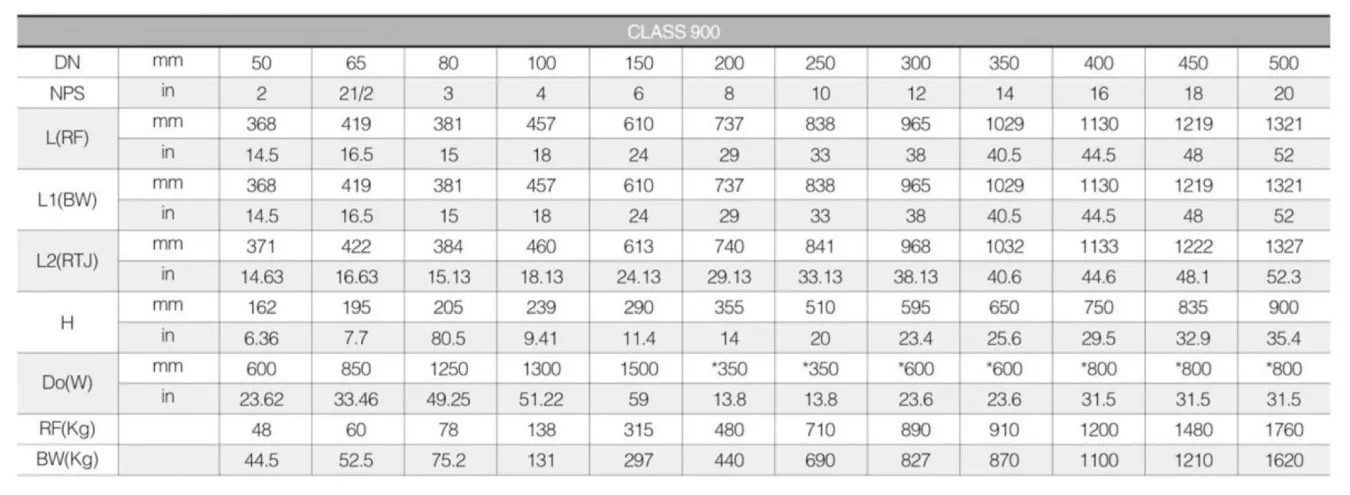 CLASS 900
DN mm 50 65 80 100 150 200 250 300 350 400 450 500
NPS in 2 21/2 3 4 6 8 10 12 14 16 18 20
L(RF) mm 368 419 381 457 610 737 838 965 1029 1130 1219 1321
in 14.5 16.5 15 18 24 29 33 38 40.5 44.5 48 52
L1(BW) mm 368 419 381 457 610 737 838 965 1029 1130 1219 1321
in 14.5 16.5 15 18 24 29 33 38 40.5 44.5 48 52
L2(RTJ) mm 371 422 384 460 613 740 841 968 1032 1133 1222 1327
in 14.63 16.63 15.13 18.13 24.13 29.13 33.13 38.13 40.6 44.6 48.1 52.3
H mm 162 195 205 239 290 355 510 595 650 750 835 900
in 6.36 7.7 80.5 9.41 11.4 14 20 23.4 25.6 29.5 32.9 35.4
Do(W) mm 600 850 1250 1300 1500 *350 *350 *600 *600 *800 *800 *800
in 23.62 33.46 49.25 51.22 59 13.8 13.8 23.6 23.6 31.5 31.5 31.5
RF(Kg) 48 60 78 138 315 480 710 890 910 1200 1480 1760
BW(Kg) 44.5 52.5 75.2 131 297 440 690 827 870 1100 1210 1620